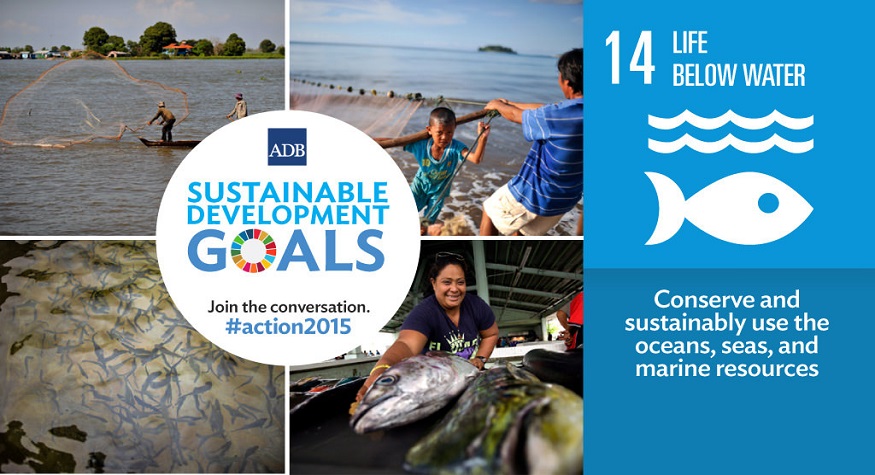 ADB
SUSTAINABLE
DEVELOPMENT
GOALS
Join the conversation.
#action2015
14
LIFE
BELOW WATER
Conserve and
sustainably use the
oceans, seas, and
marine resources